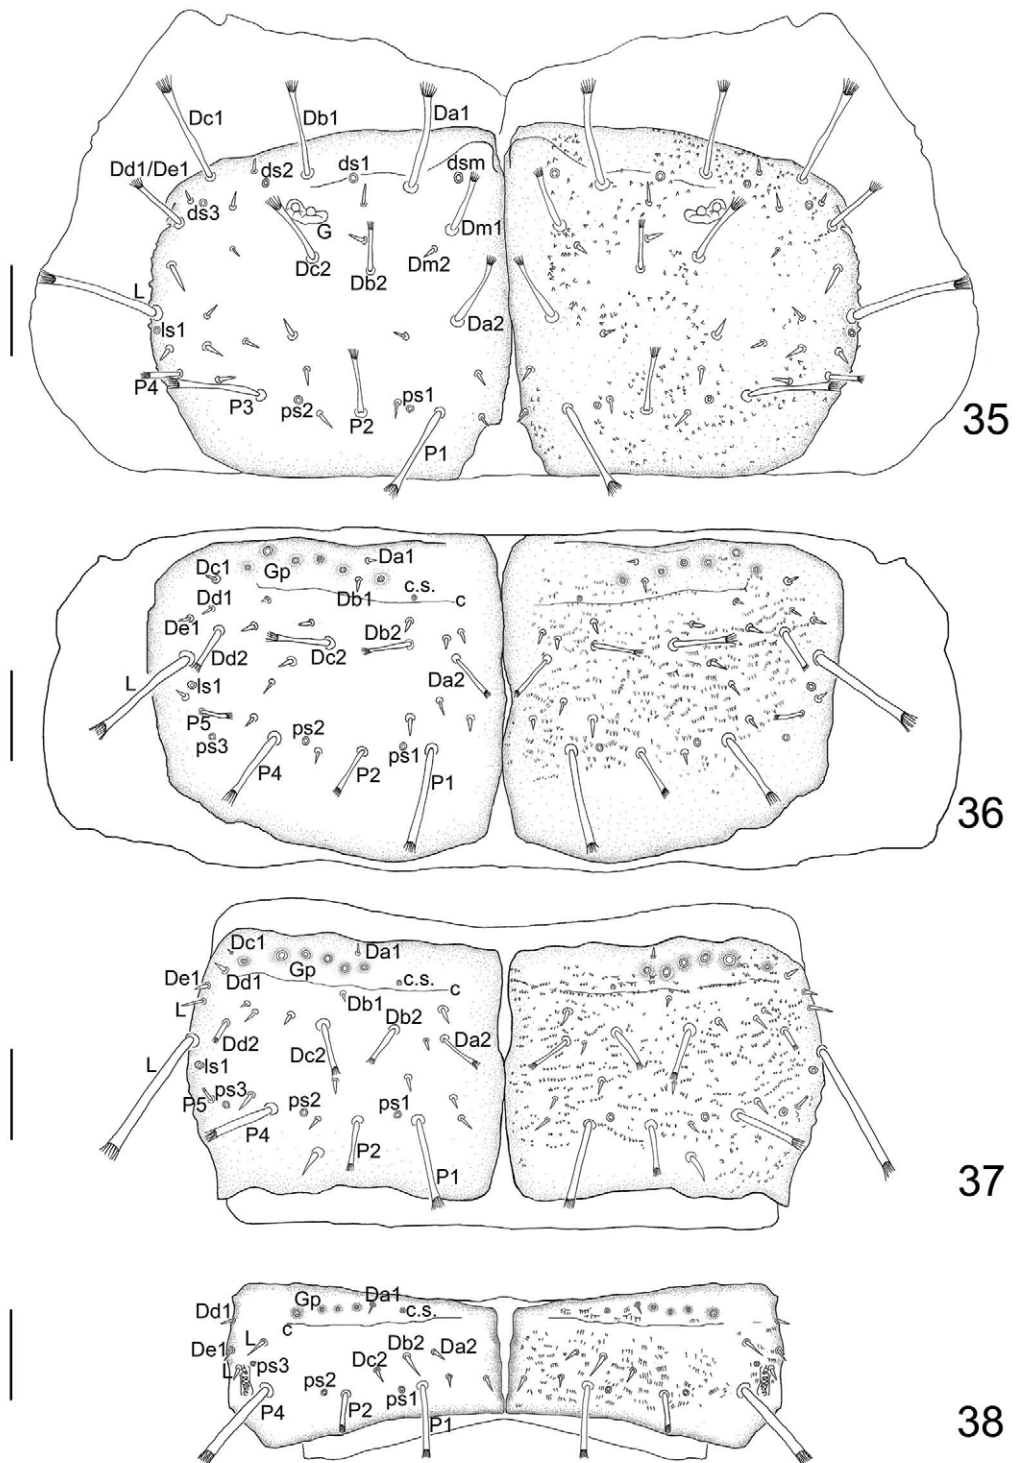 Dc1 Db1 Da1
Dd1/De1 ds2 ds1 dsm
ds3 G Dm1
Dc2 Db2 Dm2
L Da2
ls1
P4 P3 ps2 P2 ps1
P1
35
Dc1 Gp Da1
Dd1 Db1 c.s. c
De1 Dd2 Dc2 Db2
L ls1 Da2
P5 ps2
ps3 P4 P2 ps1 P1
36
Dc1 Gp Da1
De1 Dd1 c.s. c
L Db1
Dd2 Dc2 Db2 Da2
L ls1
P5 ps3 ps2 ps1
P4 P2 P1
37
Dd1 Gp Da1 c.s.
c
De1 L Db2 Da2
L ps3 Dc2
ps2 ps1
P4 P2 P1
38